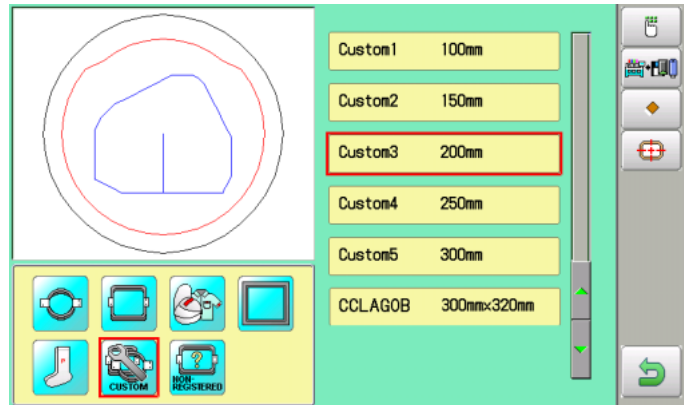 Custom1 100mm
Custom2 150mm
Custom3 200mm
Custom4 250mm
Custom5 300mm
CCLAGOB 300mm×320mm
CUSTOM
NON-
REGISTERED